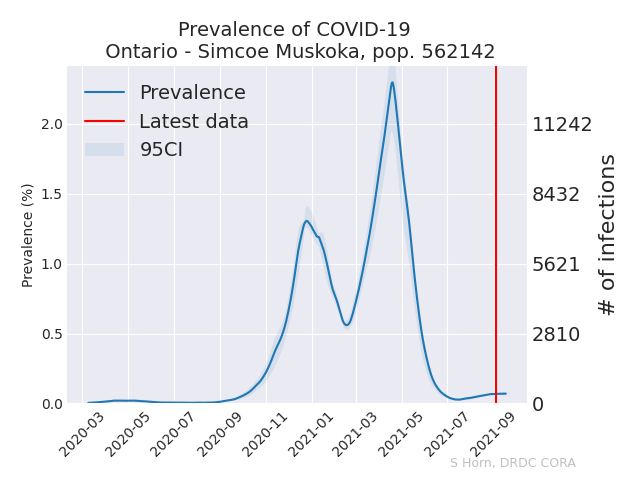 Prevalence of COVID-19
Ontario - Simcoe Muskoka, pop. 562142
Prevalence
Latest data
95CI
Prevalence (%)
2.0
1.5
1.0
0.5
0.0
11242
8432
5621
2810
0
# of infections
2020-03
2020-05
2020-07
2020-09
2020-11
2021-01
2021-03
2021-05
2021-07
2021-09
S Horn, DRDC CORA